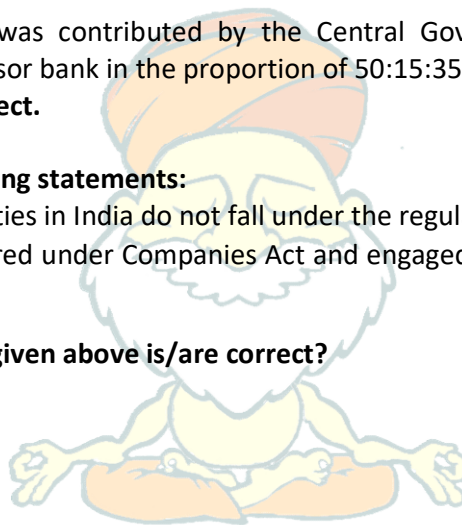 was contributed by the Central Gov
sor bank in the proportion of 50:15:35
ect.
ng statements:
ties in India do not fall under the regul
red under Companies Act and engaged
given above is/are correct?